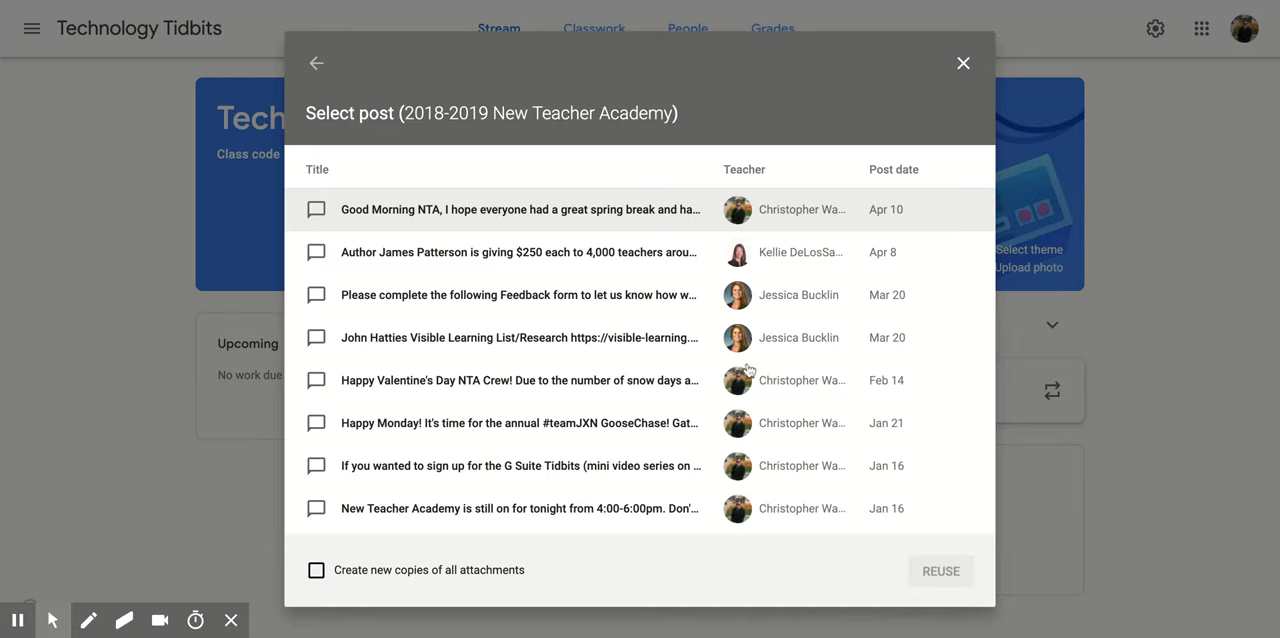 Technology Tidbits
Stream Classwork People Grades
Tech
Class code
Select post (2018-2019 New Teacher Academy)
Title Teacher Post date
Good Morning NTA, I hope everyone had a great spring break and ha... Christopher Wa... Apr 10
Author James Patterson is giving $250 each to 4,000 teachers arou... Kellie DeLosSa... Apr 8
Select theme
Upload photo
Please complete the following Feedback form to let us know how w... Jessica Bucklin Mar 20
John Hatties Visible Learning List/Research https://visible-learning.... Jessica Bucklin Mar 20
Upcoming
No work due
Happy Valentine's Day NTA Crew! Due to the number of snow days a... Christopher Wa... Feb 14
Happy Monday! It's time for the annual #teamJXN GooseChase! Gat... Christopher Wa... Jan 21
If you wanted to sign up for the G Suite Tidbits (mini video series on ... Christopher Wa... Jan 16
New Teacher Academy is still on for tonight from 4:00-6:00pm. Don'... Christopher Wa... Jan 16
Create new copies of all attachments
REUSE